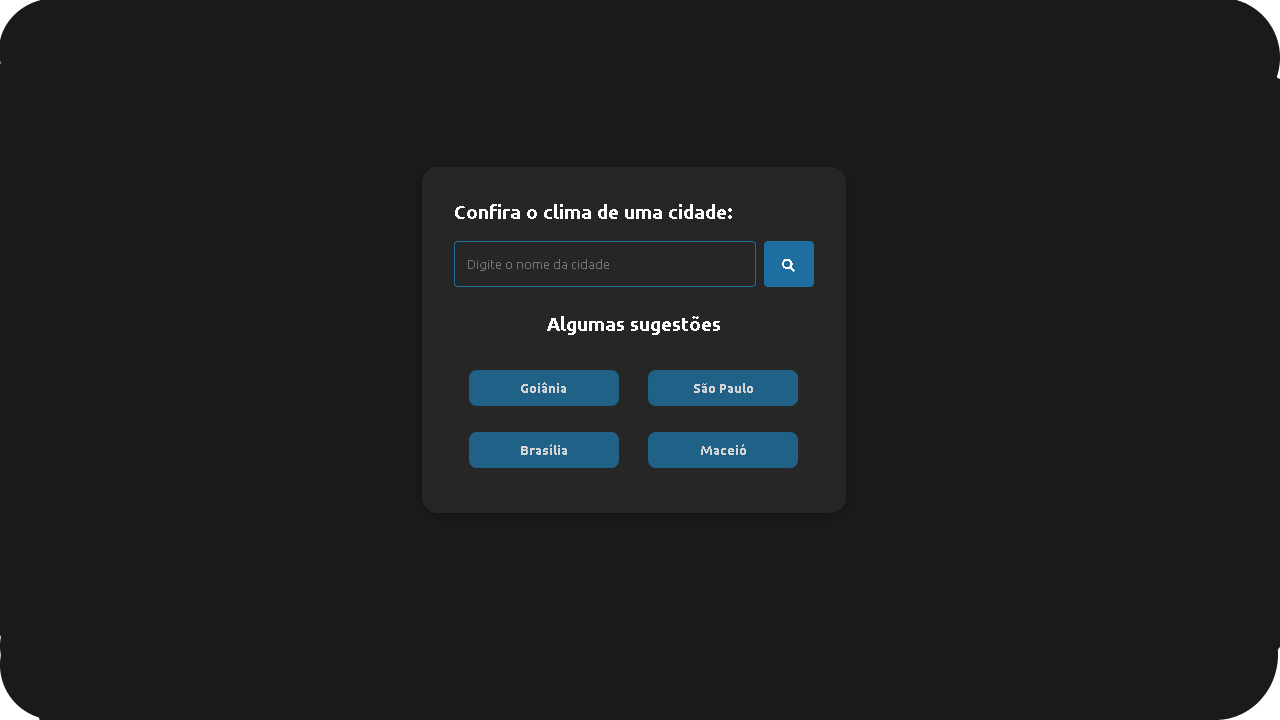 Confira o clima de uma cidade:
Digite o nome da cidade
Algumas sugestões
Goiânia São Paulo
Brasília Maceió